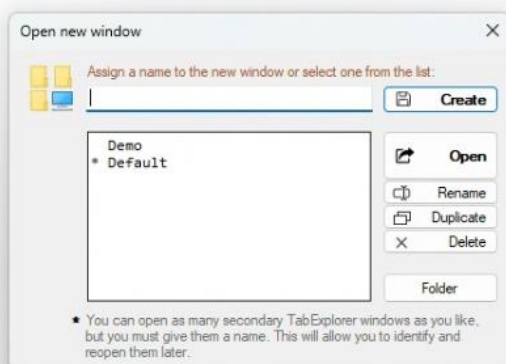 Open new window
Assign a name to the new window or select one from the list:
Create
Demo
* Default
Open
Rename
Duplicate
Delete
Folder
* You can open as many secondary TabExplorer windows as you like,
but you must give them a name. This will allow you to identify and
reopen them later.